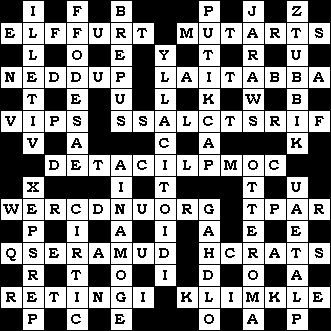 I F B P J Z
ELFFURT MUTARTS
L O E Y T R U
NEDDUP LAITABBA
T E U L K W B
VIPS SSALCTSRIF
V A C A K
DETACILPMOC
X I T T U
WERCDNUORG TPAR
P I O I A E E
QSERAMUD HCRATS
R T O I D O A
RETINGI KLIMKLE
P C E O A P